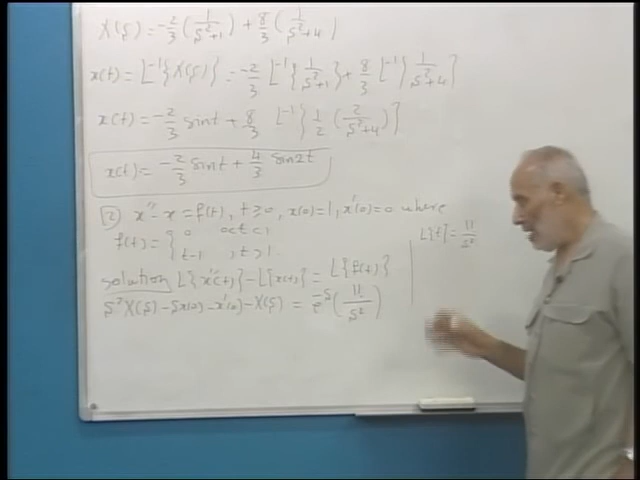 X(s) = -2/3 (1/(s²+1)) + 8/3 (1/(s²+4))
x(t) = L⁻¹{X(s)} = -2/3 L⁻¹{1/(s²+1)} + 8/3 L⁻¹{1/(s²+4)}
x(t) = -2/3 sint + 8/3 L⁻¹{1/2 (2/(s²+4))}
x(t) = -2/3 sint + 4/3 sin2t
[2] x'' - x = f(t), t ≥ 0, x(0) = 1, x'(0) = 0 where
f(t) = { 0 0<t<1
t-1 , t > 1.
L{t} = 1!/s²
solution L{x''(t)} - L{x(t)} = L{f(t)}
s²X(s) - sx(0) - x'(0) - X(s) = e⁻ˢ(1!/s²)